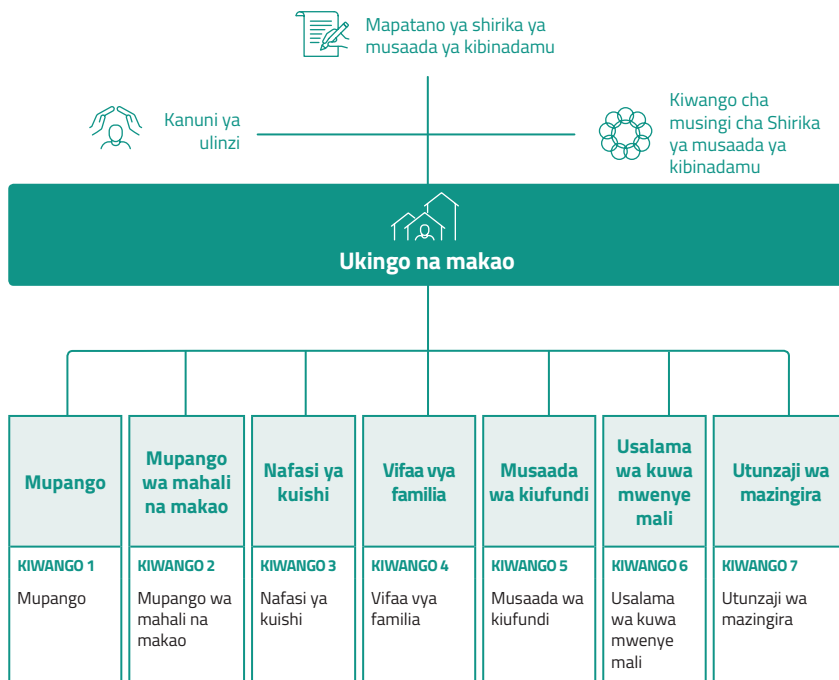 Mapatano ya shirika ya
musaada ya kibinadamu
Kanuni ya
ulinzi
Kiwango cha
musingi cha Shirika
ya musaada ya
kibinadamu
Ukingo na makao
Mupango
Mupango
wa mahali
na makao
Nafasi ya
kuishi
Vifaa vya
familia
Musaada
wa kiufundi
Usalama
wa kuwa
mwenye
mali
Utunzaji wa
mazingira
KIWANGO 1
Mupango
KIWANGO 2
Mupango wa
mahali na
makao
KIWANGO 3
Nafasi ya
kuishi
KIWANGO 4
Vifaa vya
familia
KIWANGO 5
Musaada wa
kiufundi
KIWANGO 6
Usalama
wa kuwa
mwenye
mali
KIWANGO 7
Utunzaji wa
mazingira